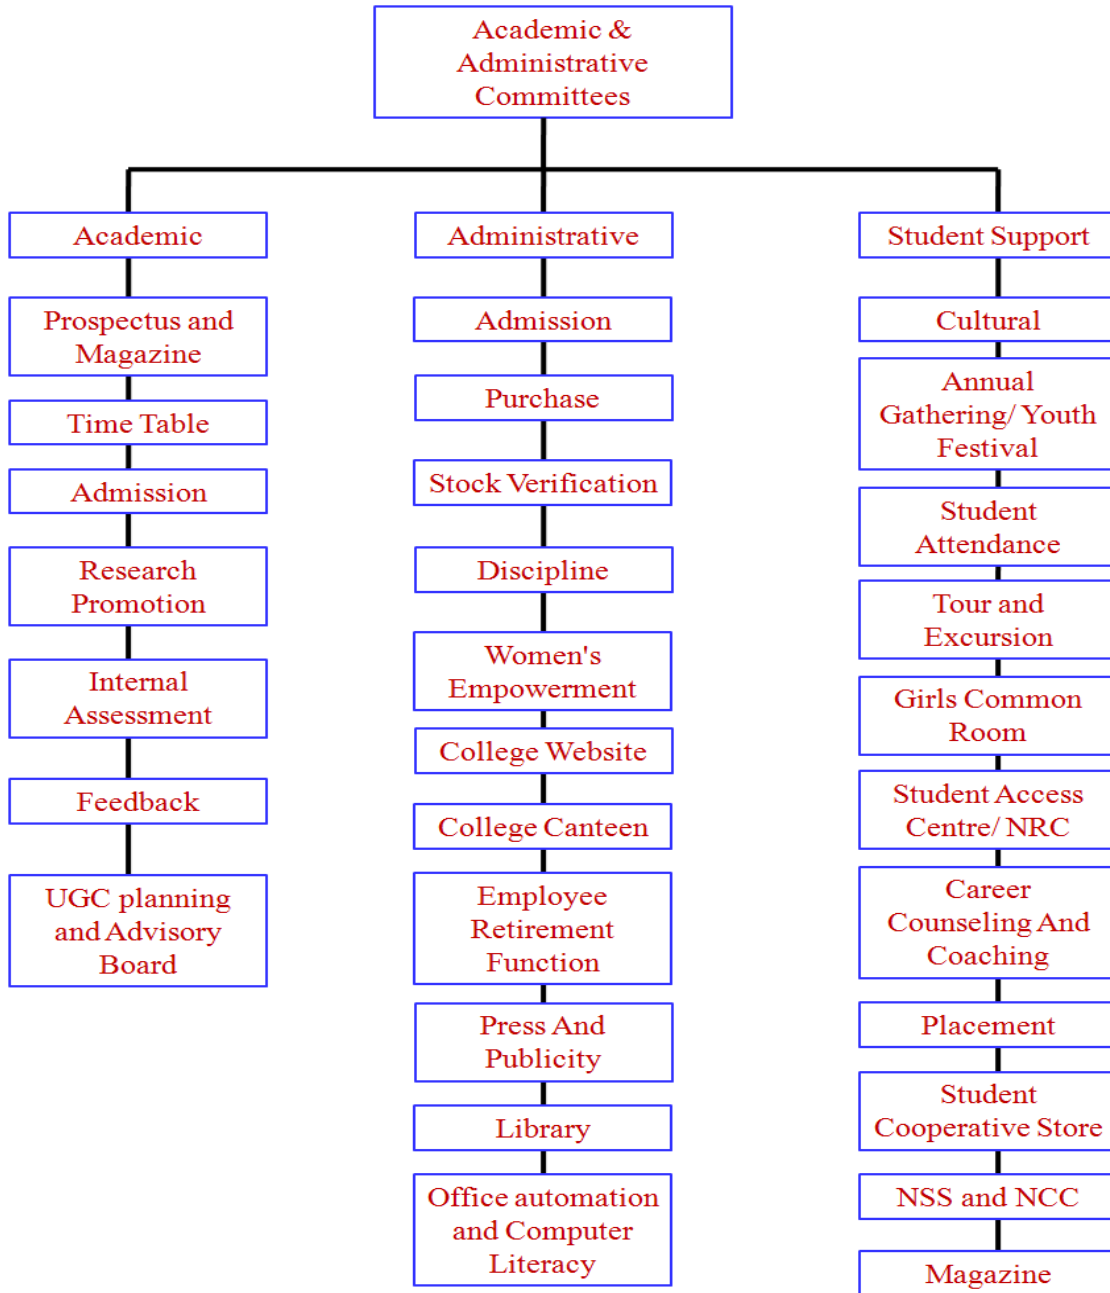 Academic &
Administrative
Committees
Academic
Prospectus and
Magazine
Time Table
Admission
Research
Promotion
Internal
Assessment
Feedback
UGC planning
and Advisory
Board
Administrative
Admission
Purchase
Stock Verification
Discipline
Women's
Empowerment
College Website
College Canteen
Employee
Retirement
Function
Press And
Publicity
Library
Office automation
and Computer
Literacy
Student Support
Cultural
Annual
Gathering/ Youth
Festival
Student
Attendance
Tour and
Excursion
Girls Common
Room
Student Access
Centre/ NRC
Career
Counseling And
Coaching
Placement
Student
Cooperative Store
NSS and NCC
Magazine